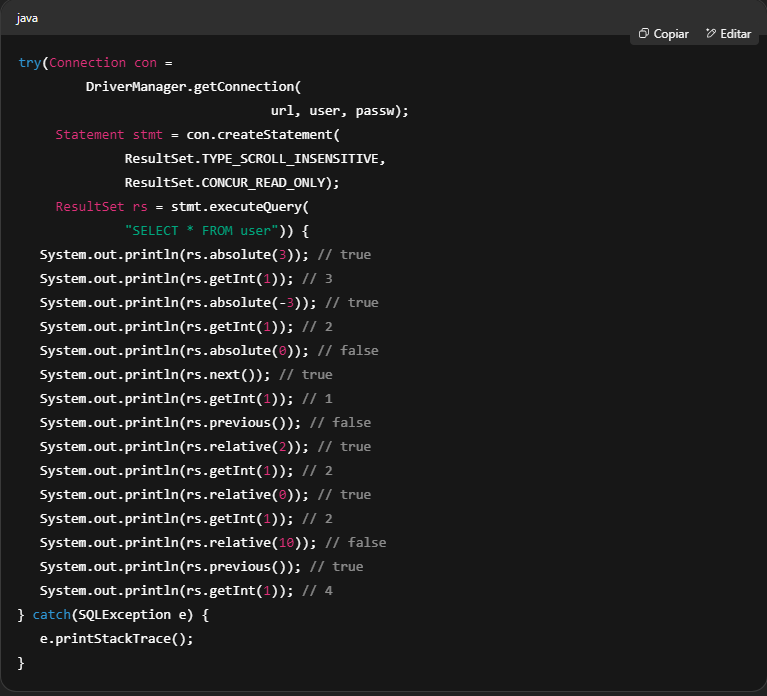 java
Copiar Editar
try(Connection con =
DriverManager.getConnection(
url, user, passw);
Statement stmt = con.createStatement(
ResultSet.TYPE_SCROLL_INSENSITIVE,
ResultSet.CONCUR_READ_ONLY);
ResultSet rs = stmt.executeQuery(
"SELECT * FROM user")) {
System.out.println(rs.absolute(3)); // true
System.out.println(rs.getInt(1)); // 3
System.out.println(rs.absolute(-3)); // true
System.out.println(rs.getInt(1)); // 2
System.out.println(rs.absolute(0)); // false
System.out.println(rs.next()); // true
System.out.println(rs.getInt(1)); // 1
System.out.println(rs.previous()); // false
System.out.println(rs.relative(2)); // true
System.out.println(rs.getInt(1)); // 2
System.out.println(rs.relative(0)); // true
System.out.println(rs.getInt(1)); // 2
System.out.println(rs.relative(10)); // false
System.out.println(rs.previous()); // true
System.out.println(rs.getInt(1)); // 4
} catch(SQLException e) {
e.printStackTrace();
}